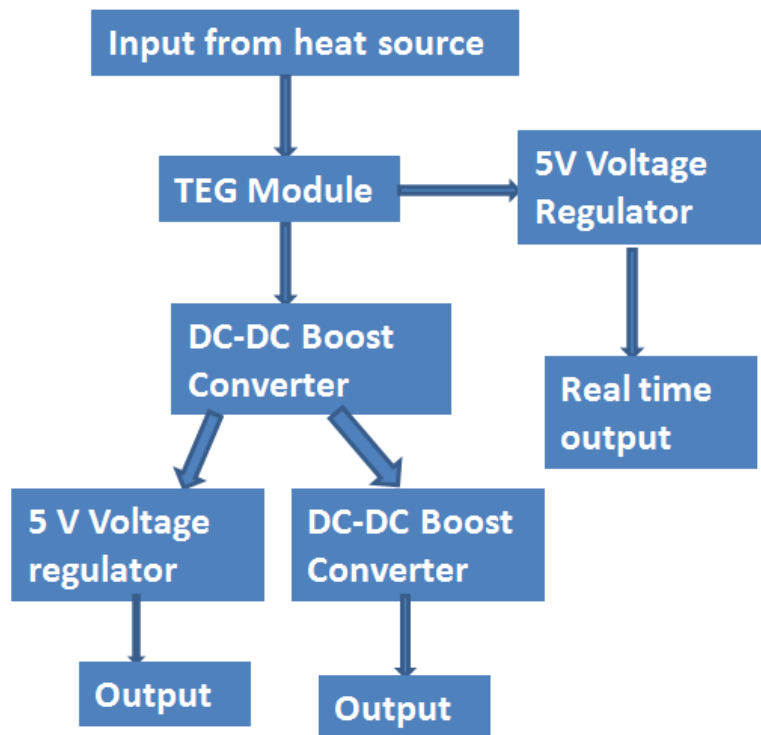 Input from heat source
TEG Module
5V Voltage
Regulator
DC-DC Boost
Converter
Real time
output
5 V Voltage
regulator
DC-DC Boost
Converter
Output
Output